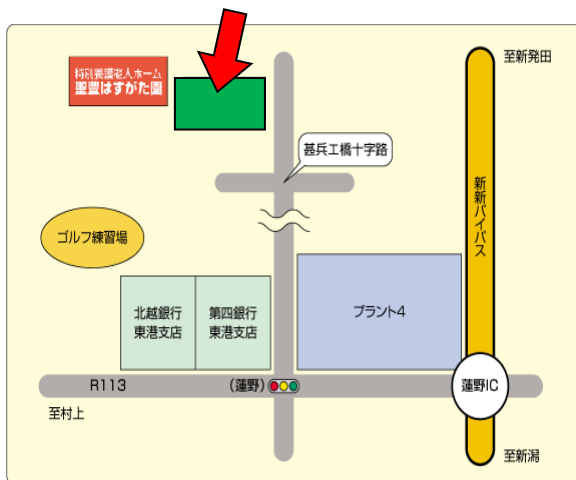 特別養護老人ホーム
聖豊はすがた園
至新発田
甚兵エ橋十字路
新新バイパス
ゴルフ練習場
北越銀行
東港支店
第四銀行
東港支店
プラント4
R113
(蓮野)
蓮野IC
至村上
至新潟